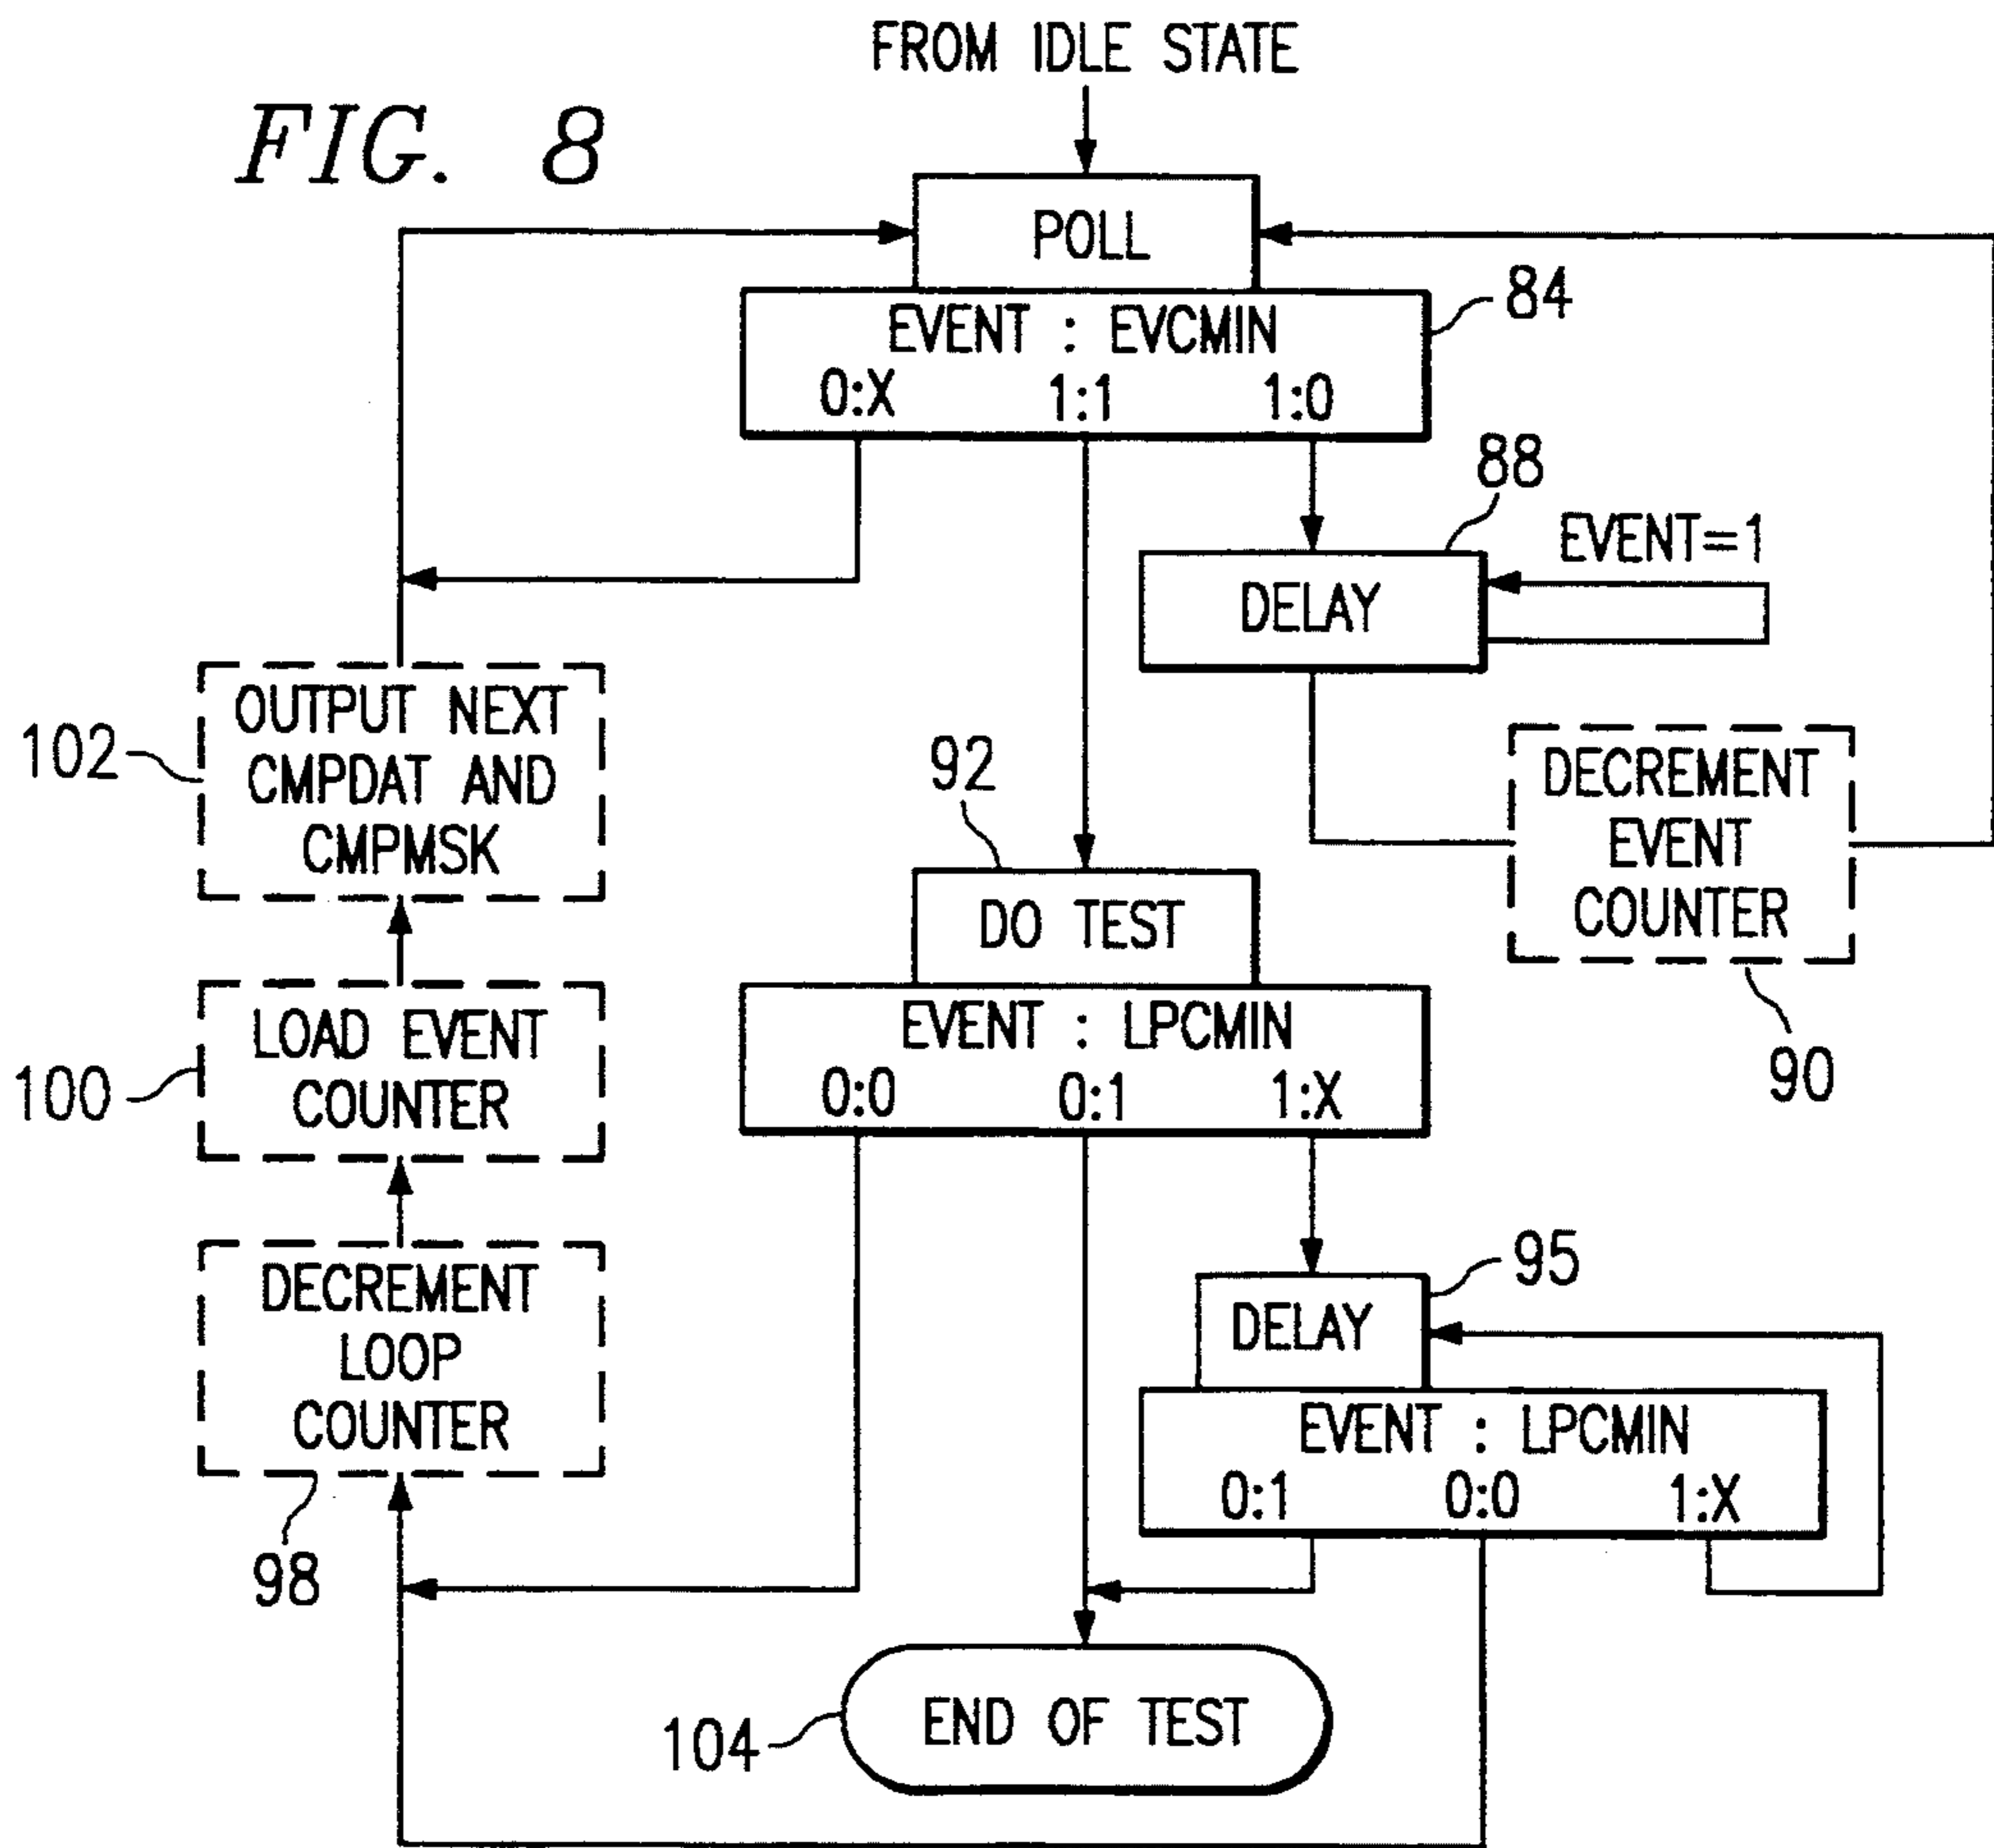 FROM IDLE STATE
FIG. 8
POLL
EVENT : EVCMIN
0:X 1:1 1:0
84
88
EVENT=1
DELAY
OUTPUT NEXT
CMPDAT AND
CMPMSK
102
92
DECREMENT
EVENT
COUNTER
90
DO TEST
EVENT : LPCMIN
0:0 0:1 1:X
LOAD EVENT
COUNTER
100
95
DELAY
DECREMENT
LOOP
COUNTER
98
EVENT : LPCMIN
0:1 0:0 1:X
END OF TEST
104